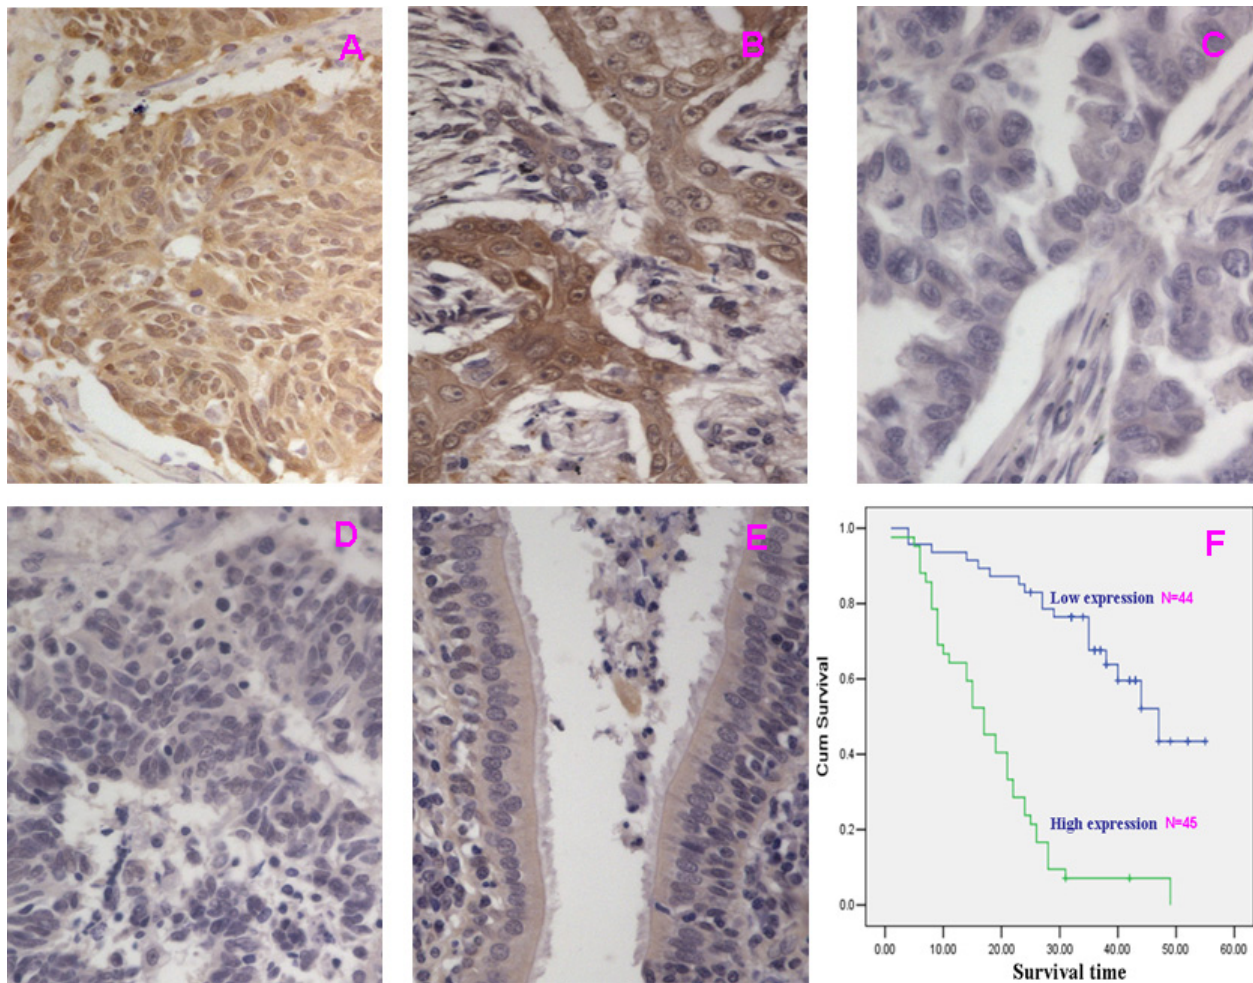 A
B
C
D
E
F
1.0
0.8
0.6
0.4
0.2
0.0
Cum Survival
Low expression N=44
High expression N=45
0.00 10.00 20.00 30.00 40.00 50.00 60.00
Survival time